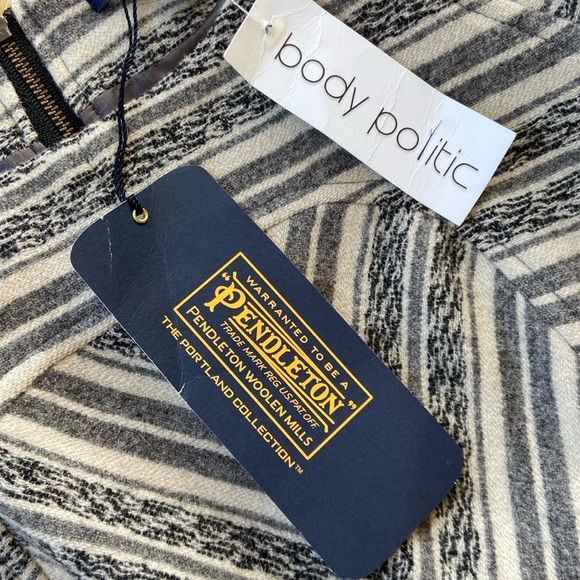 body politic
WARRANTED TO BE A
"PENDLETON"
TRADE MARK REG. U.S. PAT. OFF.
PENDLETON WOOLEN MILLS
THE PORTLAND COLLECTION™